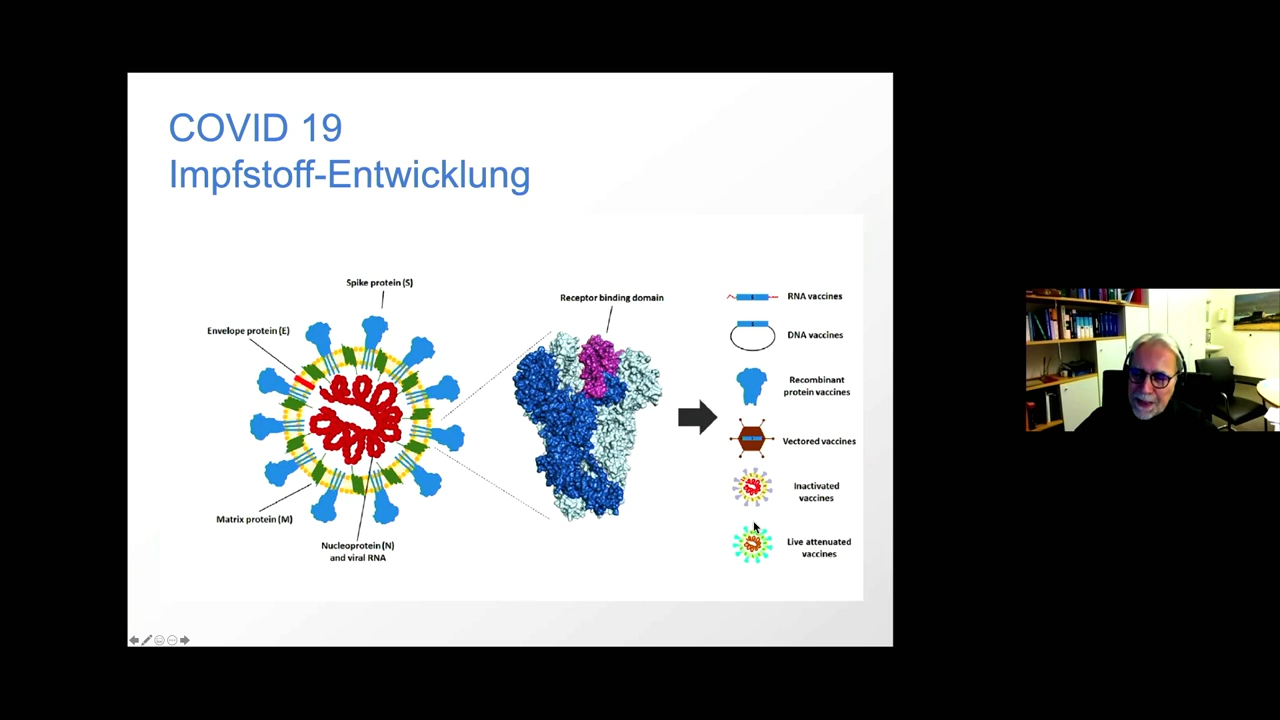 COVID 19
Impfstoff-Entwicklung
Spike protein (S)
Envelope protein (E)
Matrix protein (M)
Nucleoprotein (N)
and viral RNA
Receptor binding domain
RNA vaccines
DNA vaccines
Recombinant
protein vaccines
Vectored vaccines
Inactivated
vaccines
Live attenuated
vaccines